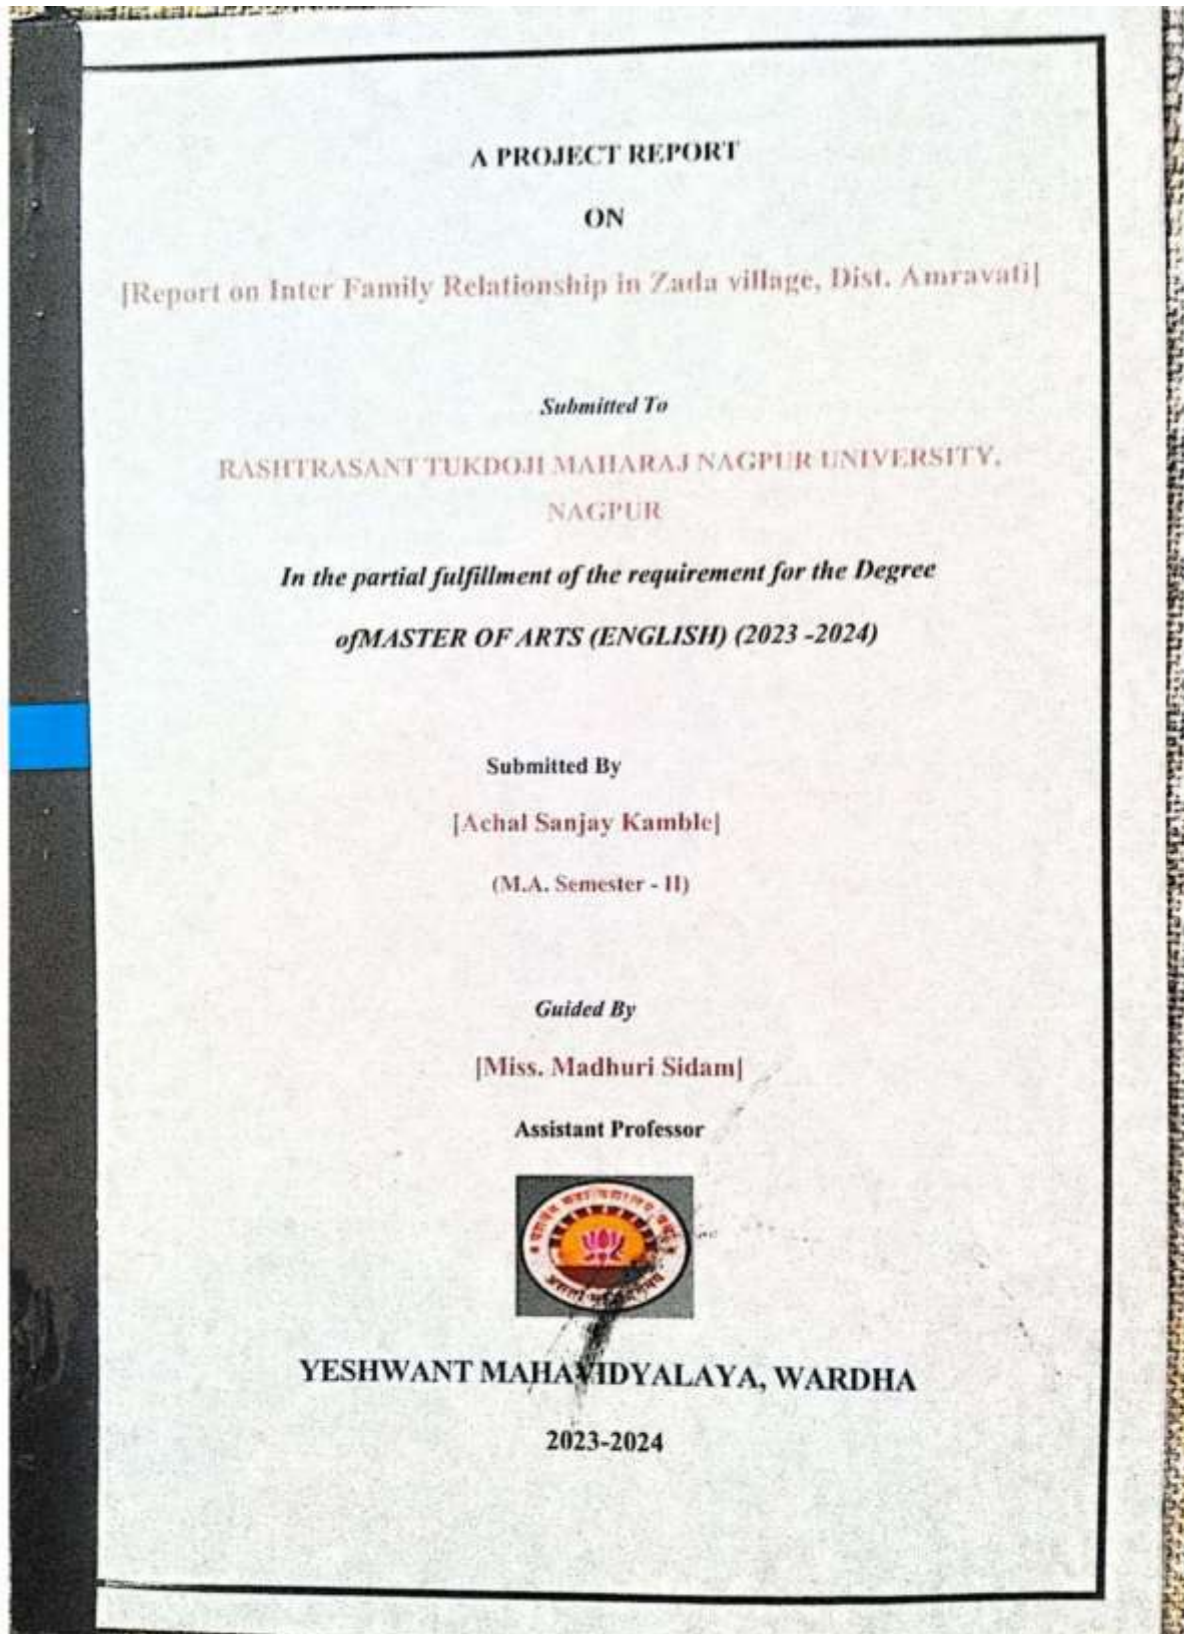 A PROJECT REPORT
ON
[Report on Inter Family Relationship in Zada village, Dist. Amravati]
Submitted To
RASHTRASANT TUKDOJI MAHARAJ NAGPUR UNIVERSITY,
NAGPUR
In the partial fulfillment of the requirement for the Degree
ofMASTER OF ARTS (ENGLISH) (2023 -2024)
Submitted By
[Achal Sanjay Kamble]
(M.A. Semester - II)
Guided By
[Miss. Madhuri Sidam]
Assistant Professor
YESHWANT MAHAVIDYALAYA, WARDHA
2023-2024